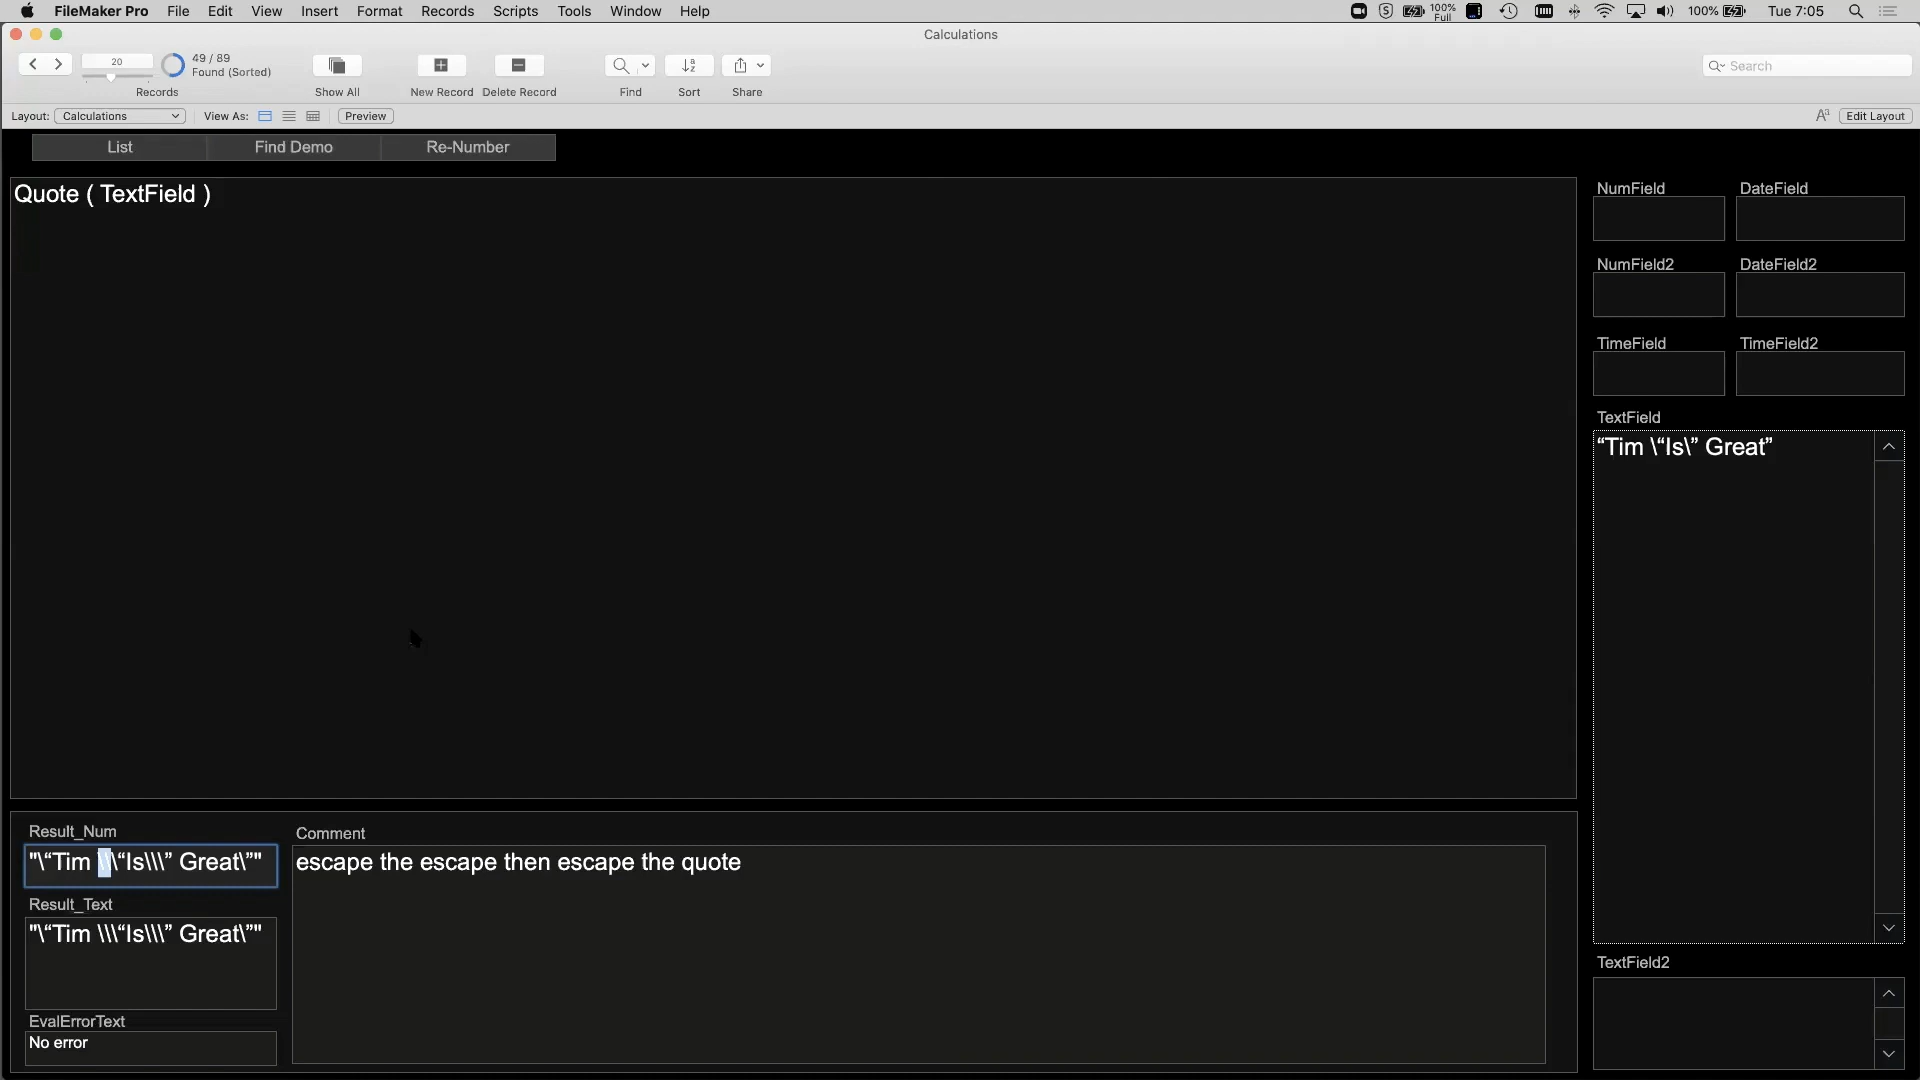 FileMaker Pro File Edit View Insert Format Records Scripts Tools Window Help 100% Full 100% Tue 7:05
Calculations
20 49 / 89
Found (Sorted)
Records Show All New Record Delete Record Find Sort Share
Search
Layout: Calculations View As: Preview Aª Edit Layout
List Find Demo Re-Number
Quote ( TextField )
NumField DateField
NumField2 DateField2
TimeField TimeField2
TextField
“Tim \“Is\” Great”
Result_Num
"\“Tim \\\“Is\\\” Great\”"
Comment
escape the escape then escape the quote
Result_Text
"\“Tim \\\“Is\\\” Great\”"
EvalErrorText
No error
TextField2